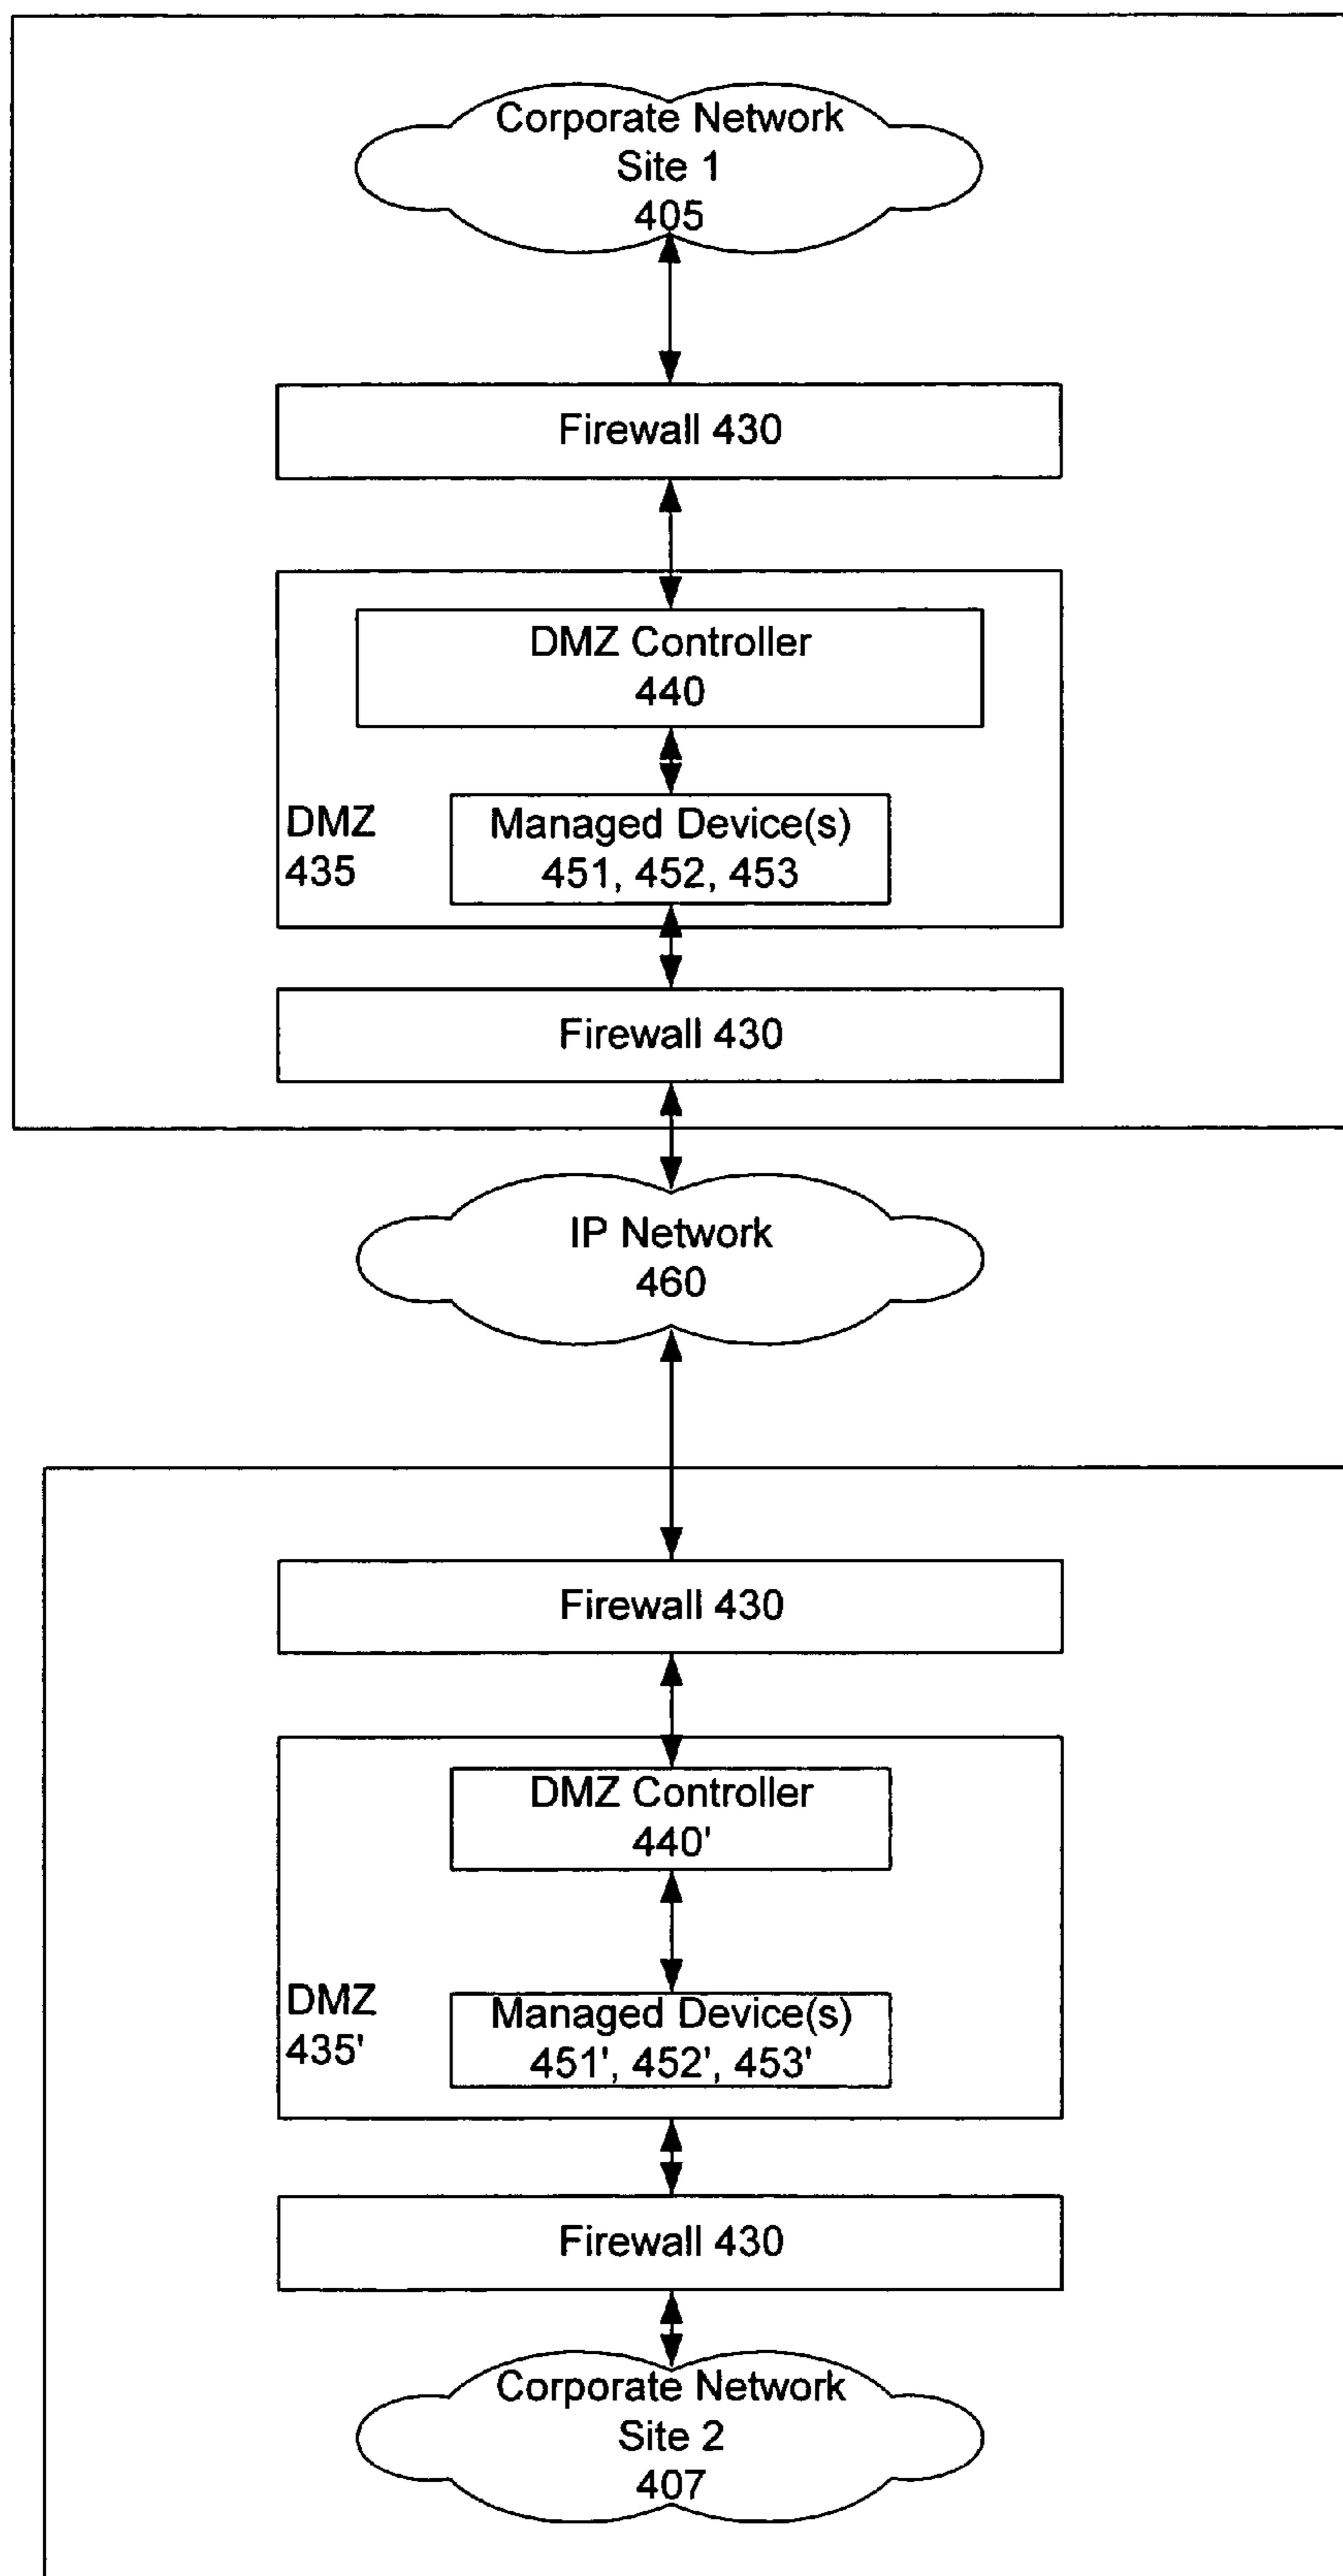 Corporate Network
Site 1
405
Firewall 430
DMZ Controller
440
DMZ
435
Managed Device(s)
451, 452, 453
Firewall 430
IP Network
460
Firewall 430
DMZ Controller
440'
DMZ
435'
Managed Device(s)
451', 452', 453'
Firewall 430
Corporate Network
Site 2
407